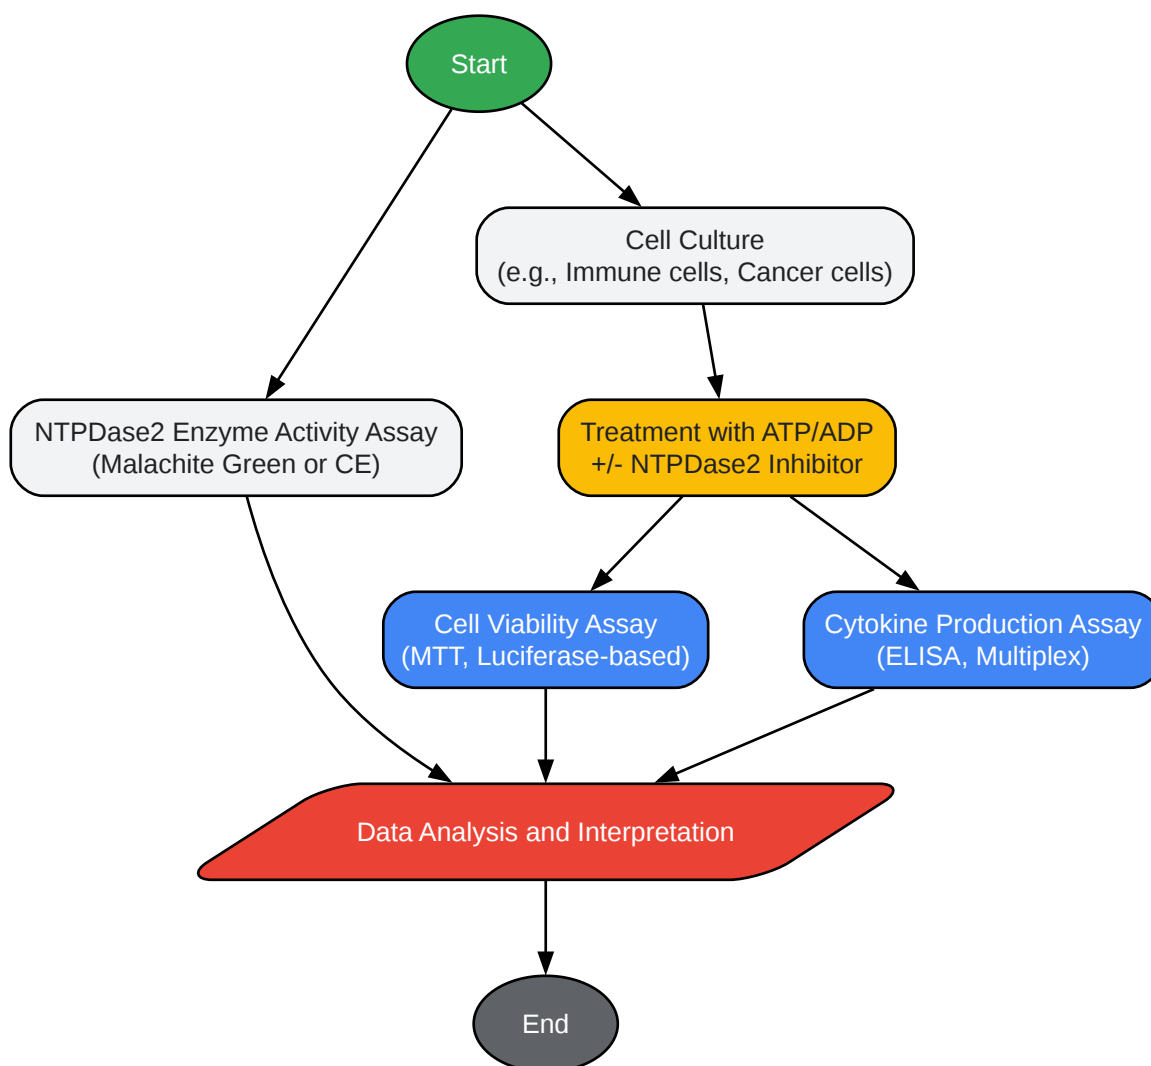 Start
Cell Culture
(e.g., Immune cells, Cancer cells)
NTPDase2 Enzyme Activity Assay
(Malachite Green or CE)
Treatment with ATP/ADP
+/- NTPDase2 Inhibitor
Cell Viability Assay
(MTT, Luciferase-based)
Cytokine Production Assay
(ELISA, Multiplex)
Data Analysis and Interpretation
End